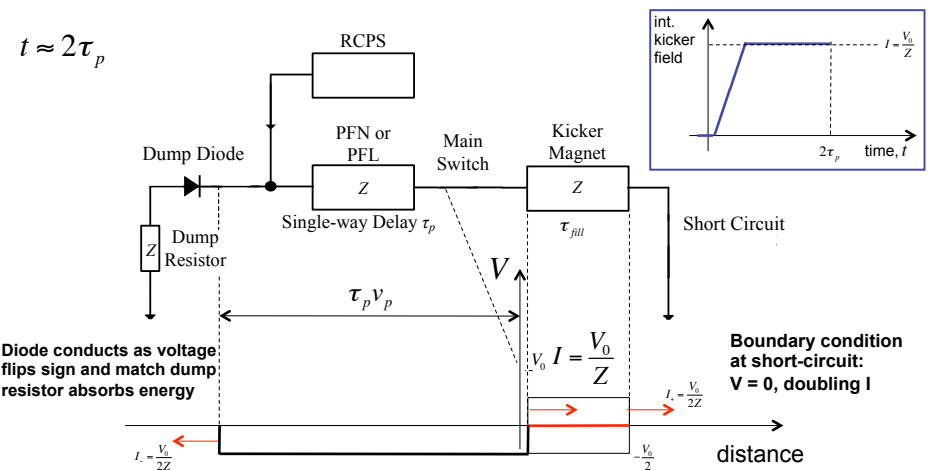 t ≈ 2τ_p
RCPS
int.
kicker
field
I = V_0/Z
2τ_p
time, t
PFN or
PFL
Main
Switch
Kicker
Magnet
Dump Diode
Z
Z
Single-way Delay τ_p
τ_fill
Short Circuit
Z
Dump
Resistor
V
τ_p v_p
Diode conducts as voltage
flips sign and match dump
resistor absorbs energy
V_0
I = V_0/Z
Boundary condition
at short-circuit:
V = 0, doubling I
I_+ = V_0/2Z
I_- = V_0/2Z
-V_0/2
distance